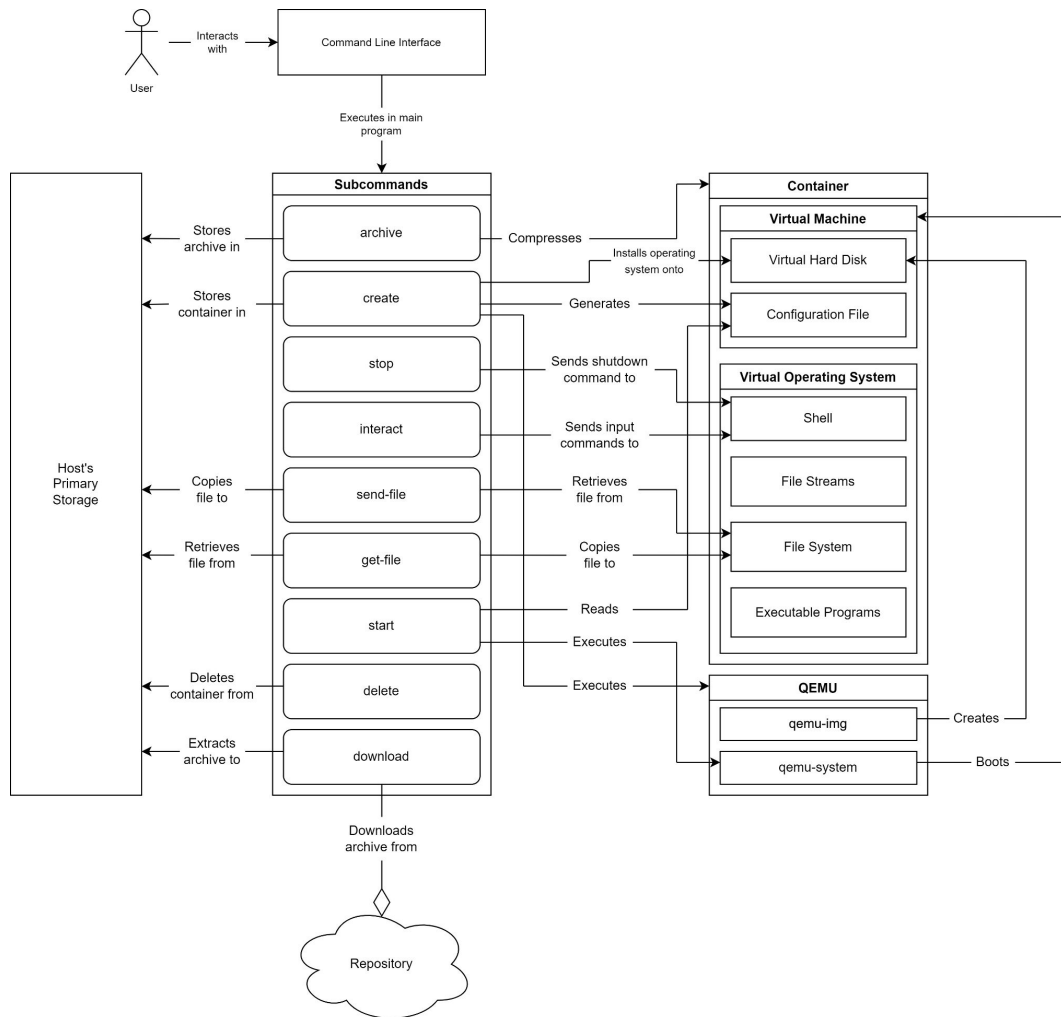 Interacts
with
Command Line Interface
User
Executes in main
program
Subcommands
Container
Virtual Machine
Stores
archive in
archive
Compresses
Installs operating
system onto
Virtual Hard Disk
Stores
container in
create
Generates
Configuration File
stop
Sends shutdown
command to
Virtual Operating System
Shell
interact
Sends input
commands to
Host's
Primary
Storage
File Streams
Copies
file to
send-file
Retrieves
file from
Retrieves
file from
get-file
Copies
file to
File System
start
Reads
Executable Programs
Executes
Deletes
container from
delete
Executes
QEMU
qemu-img
Creates
Extracts
archive to
download
qemu-system
Boots
Downloads
archive from
Repository